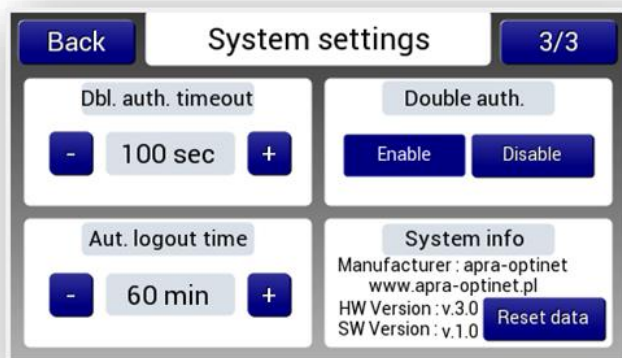 Back
System settings
3/3
Dbl. auth. timeout
- 100 sec +
Double auth.
Enable Disable
Aut. logout time
- 60 min +
System info
Manufacturer : apra-optinet
www.apra-optinet.pl
HW Version : v.3.0
SW Version : v.1.0
Reset data